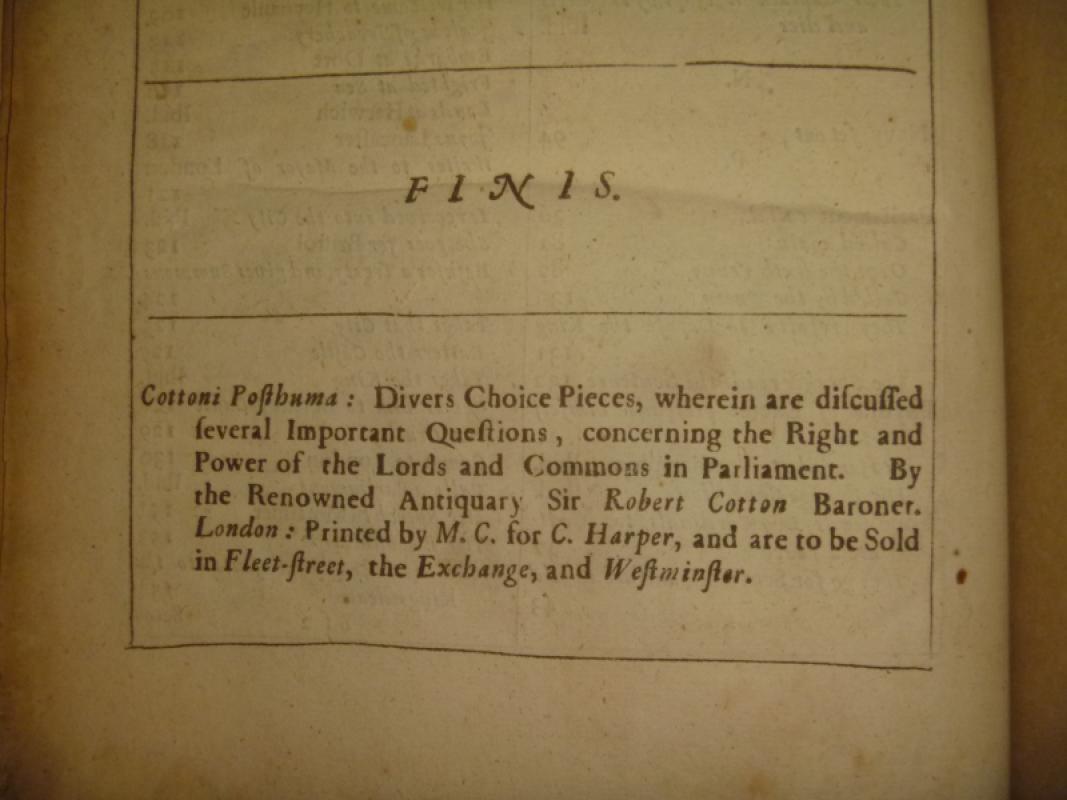 FINIS.
Cottoni Poſthuma : Divers Choice Pieces, wherein are diſcuſſed
ſeveral Important Queſtions , concerning the Right and
Power of the Lords and Commons in Parliament. By
the Renowned Antiquary Sir Robert Cotton Baronet.
London : Printed by M. C. for C. Harper, and are to be Sold
in Fleet-ſtreet, the Exchange, and Weſtminſter.